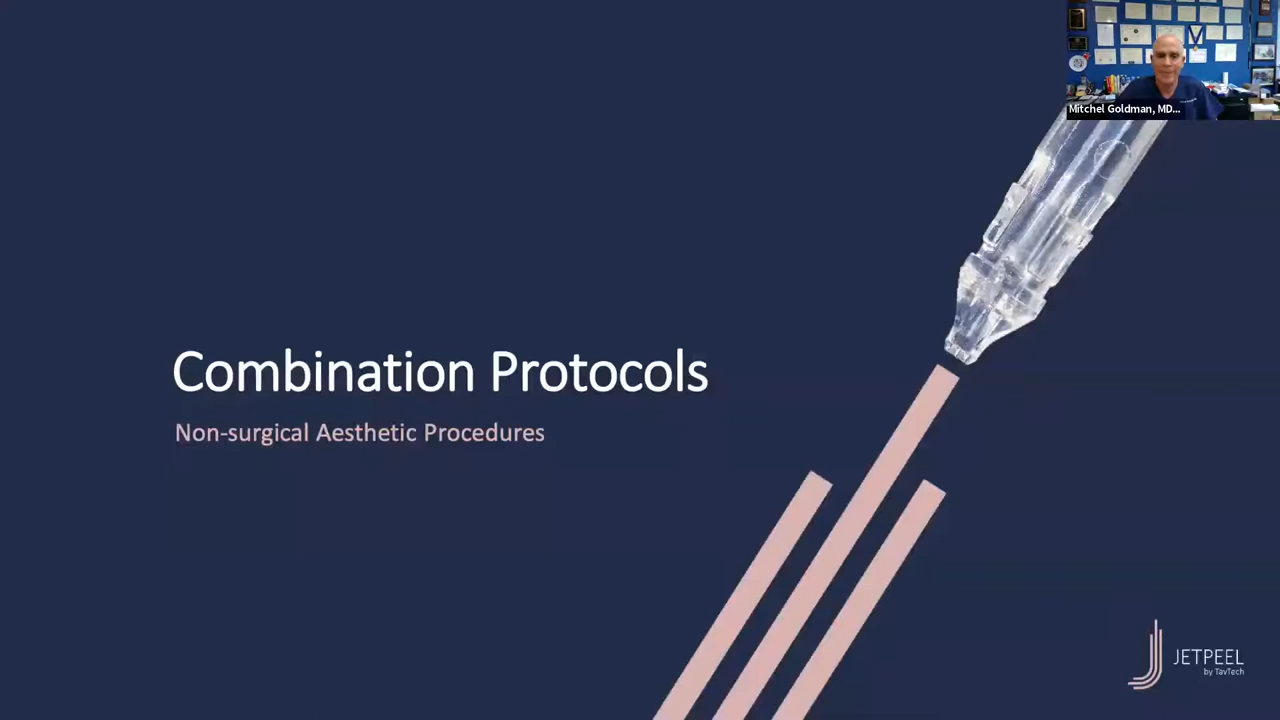 Mitchel Goldman, MD...
Combination Protocols
Non-surgical Aesthetic Procedures
JETPEEL
by TavTech